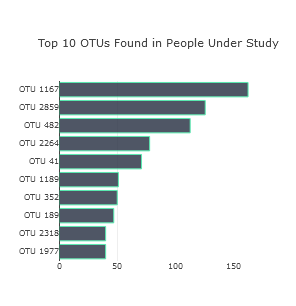 Top 10 OTUs Found in People Under Study
OTU 1167
OTU 2859
OTU 482
OTU 2264
OTU 41
OTU 1189
OTU 352
OTU 189
OTU 2318
OTU 1977
0 50 100 150